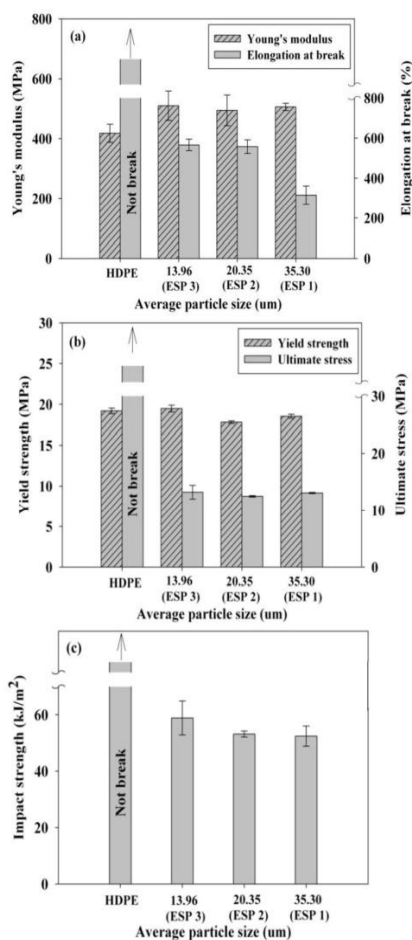 (a)
Young's modulus
Elongation at break
800
600
400
200
0
Young's modulus (MPa)
800
600
400
200
0
Elongation at break (%)
Not break
HDPE
13.96
20.35
35.30
(ESP 3)
(ESP 2)
(ESP 1)
Average particle size (um)
(b)
Yield strength
Ultimate stress
30
25
20
15
10
5
0
Yield strength (MPa)
30
20
10
0
Ultimate stress (MPa)
Not break
HDPE
13.96
20.35
35.30
(ESP 3)
(ESP 2)
(ESP 1)
Average particle size (um)
(c)
60
40
20
0
Impact strength (kJ/m²)
Not break
HDPE
13.96
20.35
35.30
(ESP 3)
(ESP 2)
(ESP 1)
Average particle size (um)